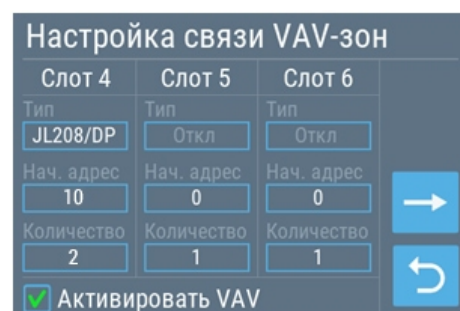 Настройка связи VAV-зон
Слот 4 Слот 5 Слот 6
Тип Тип Тип
JL208/DP Откл Откл
Нач. адрес Нач. адрес Нач. адрес
10 0 0
Количество Количество Количество
2 1 1
Активировать VAV